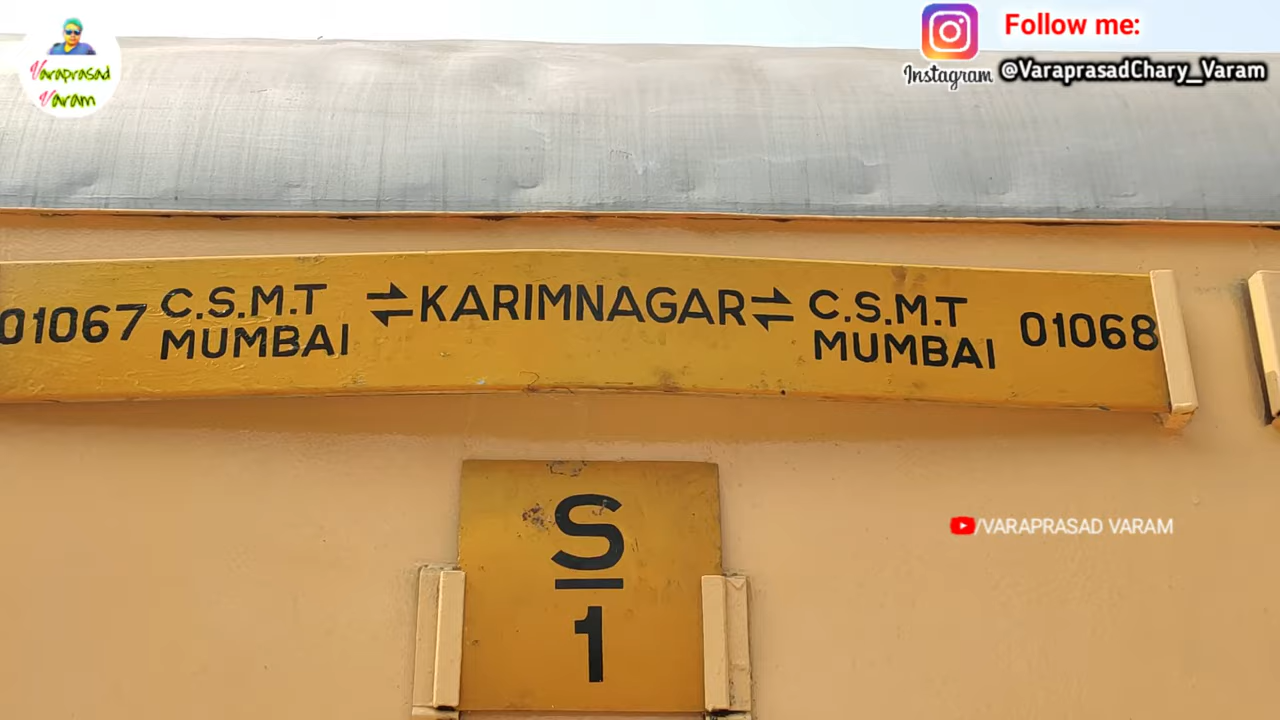 Varaprasad
Varam
Follow me:
Instagram @VaraprasadChary_Varam
01067 C.S.M.T MUMBAI ⇌ KARIMNAGAR ⇌ C.S.M.T MUMBAI 01068
S
1
/VARAPRASAD VARAM